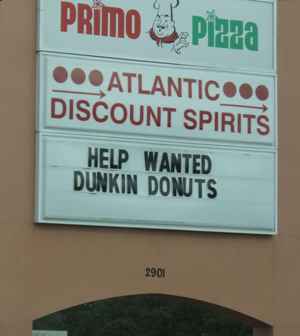 PRIMO PIZZA
ATLANTIC
DISCOUNT SPIRITS
HELP WANTED
DUNKIN DONUTS
2901